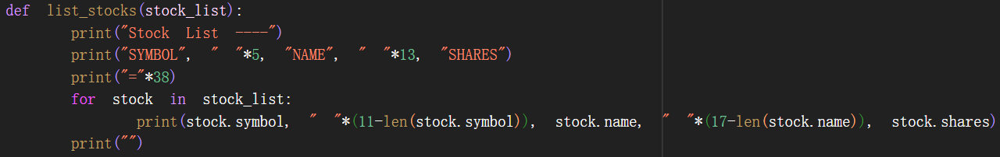 def list_stocks(stock_list):
    print("Stock List ----")
    print("SYMBOL", " "*5, "NAME", " "*13, "SHARES")
    print("="*38)
    for stock in stock_list:
        print(stock.symbol, " "*(11-len(stock.symbol)), stock.name, " "*(17-len(stock.name)), stock.shares)
    print("")